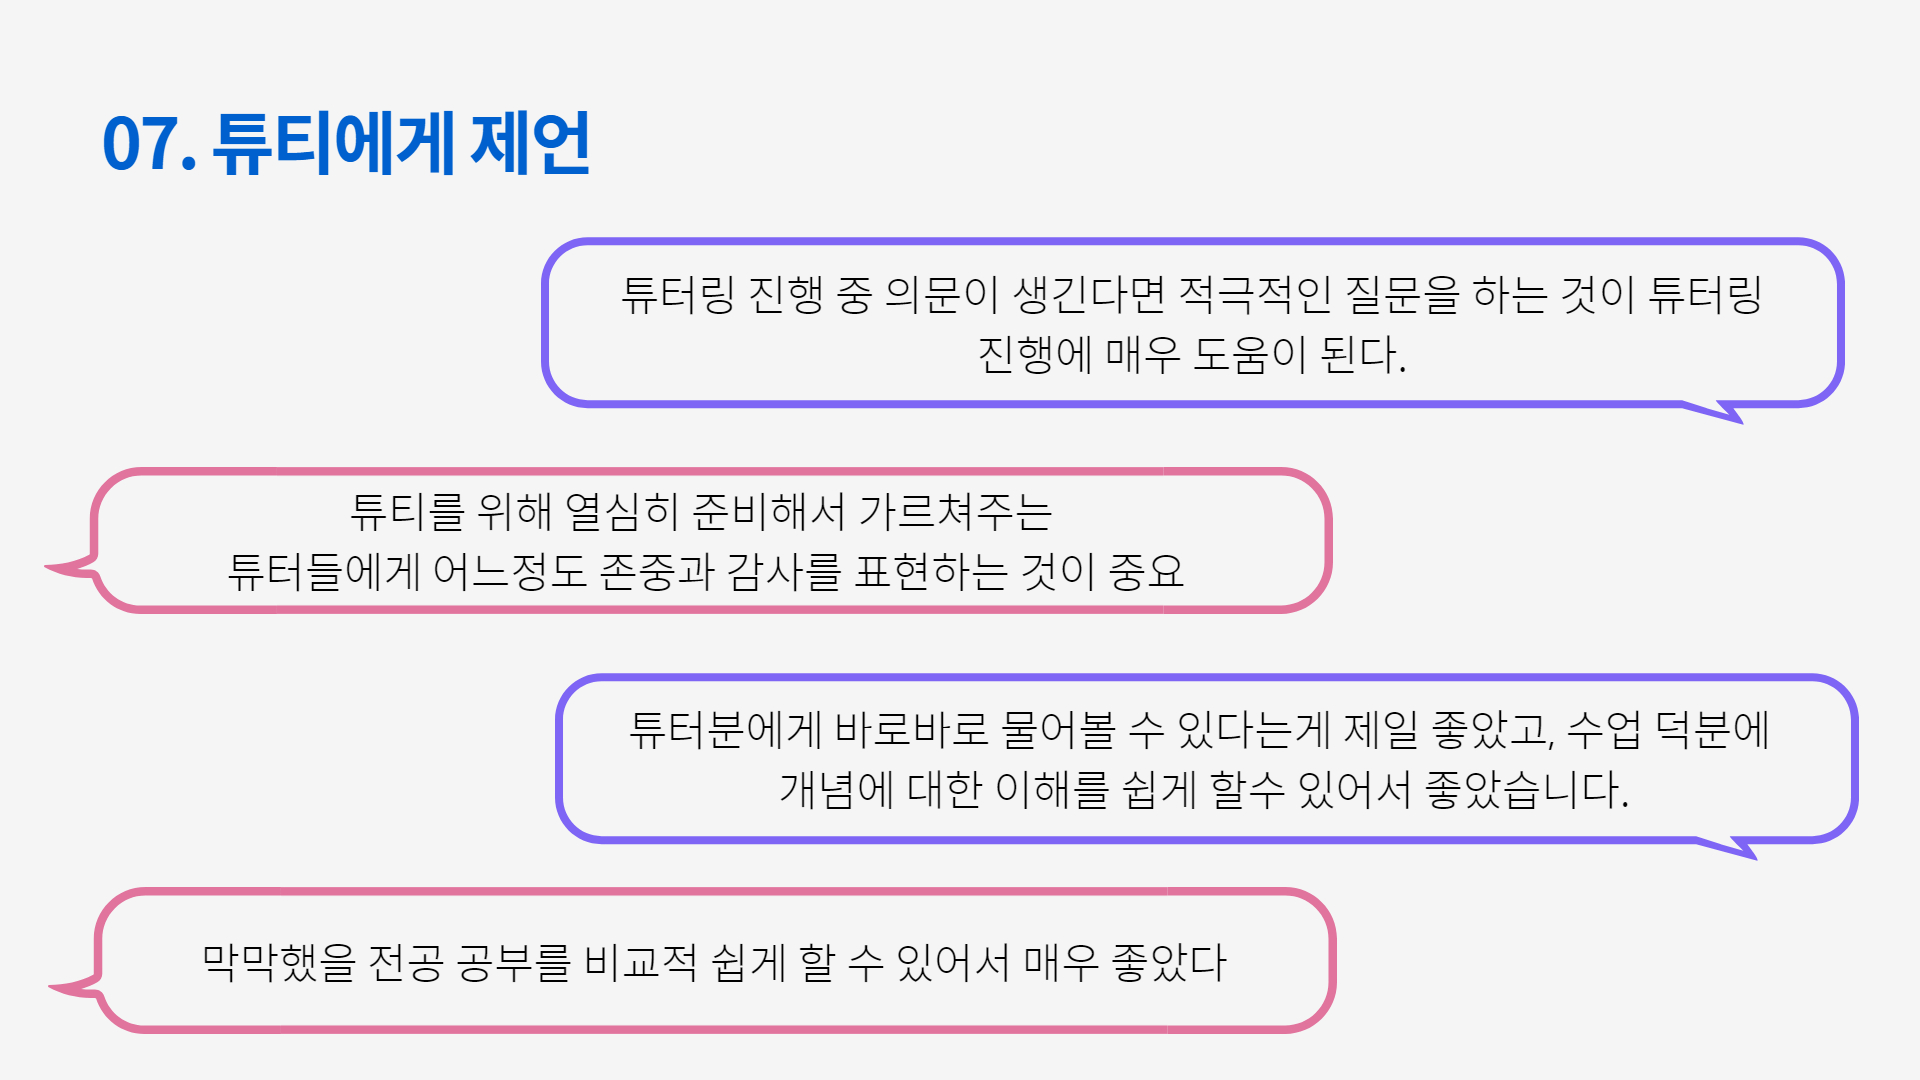 07. 튜티에게 제언
튜터링 진행 중 의문이 생긴다면 적극적인 질문을 하는 것이 튜터링
진행에 매우 도움이 된다.
튜티를 위해 열심히 준비해서 가르쳐주는
튜터들에게 어느정도 존중과 감사를 표현하는 것이 중요
튜터분에게 바로바로 물어볼 수 있다는게 제일 좋았고, 수업 덕분에
개념에 대한 이해를 쉽게 할수 있어서 좋았습니다.
막막했을 전공 공부를 비교적 쉽게 할 수 있어서 매우 좋았다